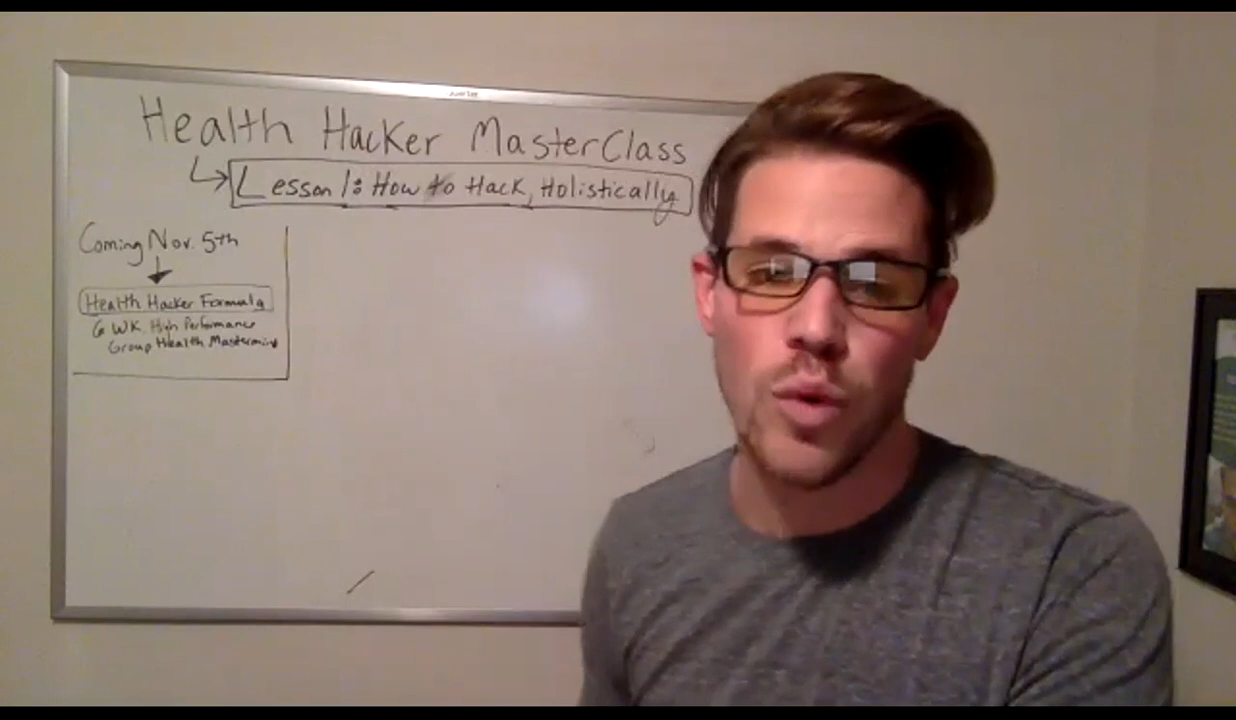 Health Hacker MasterClass
Lesson 1: How to Hack, Holistically
Coming Nov. 5th
Health Hacker Formula
6 WK. High Performance
Group Health Mastermind